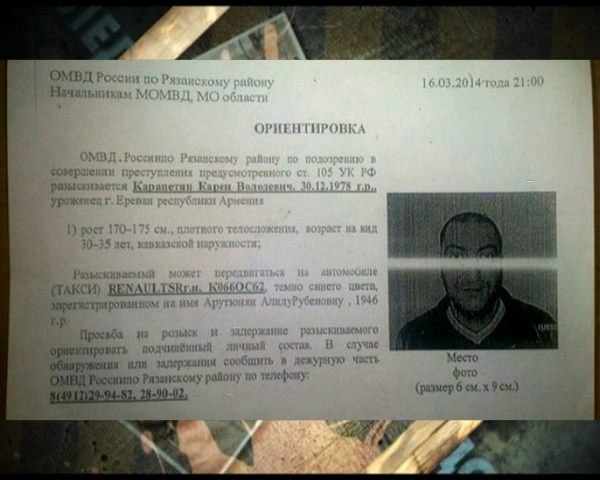 ОМВД России по Рязанскому району
Начальникам МОМВД, МО области
16.03.2014 года 21:00
ОРИЕНТИРОВКА
ОМВД.Россиипо Рязанскому району по подозрению в
совершении преступления предусмотренного ст. 105 УК РФ
разыскивается Карапетян Карен Володевич, 30.12.1978 г.р.,
уроженец г. Ереван республики Армения
1) рост 170–175 см., плотного телосложения, возраст на вид
30–35 лет, кавказской наружности;
Разыскиваемый может передвигаться на автомобиле
(ТАКСИ) RENAULTSRг.н. К066ОС62, темно синего цвета,
зарегистрированного на имя Арутюнян АлидуРубеновну , 1946
г.р.
Просьба на розыск и задержание разыскиваемого
ориентировать подчинённый личный состав. В случае
обнаружения или задержания сообщить в дежурную часть
ОМВД Россиипо Рязанскому району по телефону:
8(4912)29-94-82, 28-90-02.
Место
фото
(размер 6 см. х 9 см.)